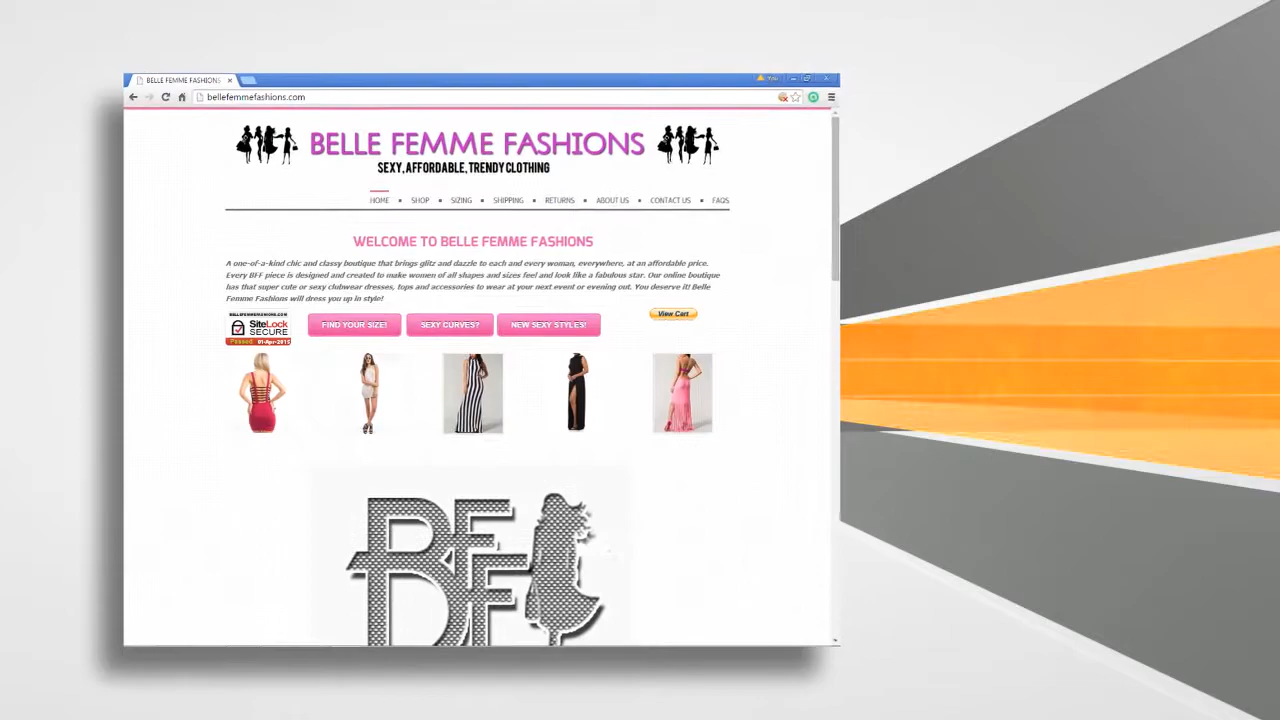 BELLE FEMME FASHIONS
bellefemmefashions.com
BELLE FEMME FASHIONS
SEXY, AFFORDABLE, TRENDY CLOTHING
HOME ▪ SHOP ▪ SIZING ▪ SHIPPING ▪ RETURNS ▪ ABOUT US ▪ CONTACT US ▪ FAQS
WELCOME TO BELLE FEMME FASHIONS
A one-of-a-kind chic and classy boutique that brings glitz and dazzle to each and every woman, everywhere, at an affordable price.
Every BFF piece is designed and created to make women of all shapes and sizes feel and look like a fabulous star. Our online boutique
has that super cute or sexy clubwear dresses, tops and accessories to wear at your next event or evening out. You deserve it! Belle
Femme Fashions will dress you up in style!
BELLEFEMMEFASHIONS.COM
SiteLock
SECURE
Passed 01-Apr-2015
FIND YOUR SIZE!
SEXY CURVES?
NEW SEXY STYLES!
View Cart